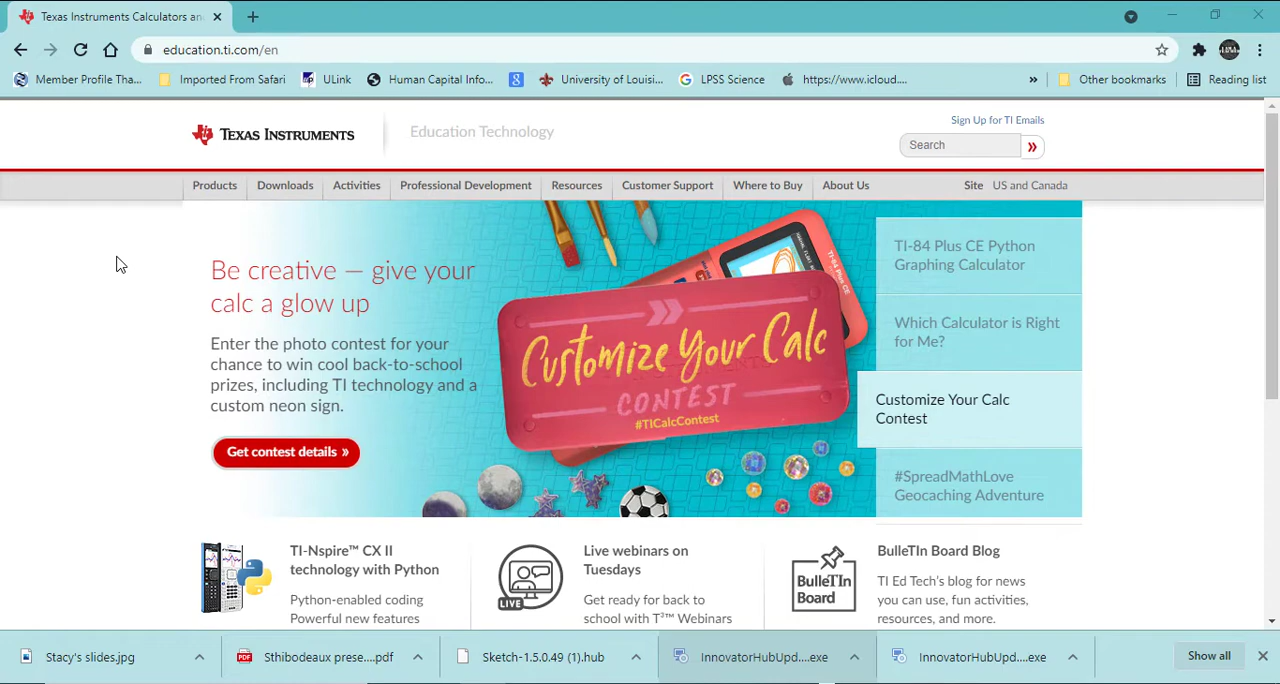 Texas Instruments Calculators an
education.ti.com/en
Member Profile Tha...
Imported From Safari
ULink
Human Capital Info...
University of Louisi...
LPSS Science
https://www.icloud....
»
Other bookmarks
Reading list
TEXAS INSTRUMENTS
Education Technology
Sign Up for TI Emails
Search
»
Products
Downloads
Activities
Professional Development
Resources
Customer Support
Where to Buy
About Us
Site US and Canada
Be creative — give your
calc a glow up
Enter the photo contest for your
chance to win cool back-to-school
prizes, including TI technology and a
custom neon sign.
Get contest details »
TI-84 Plus CE
Customize Your Calc
CONTEST
#TICalcContest
TI-84 Plus CE Python
Graphing Calculator
Which Calculator is Right
for Me?
Customize Your Calc
Contest
#SpreadMathLove
Geocaching Adventure
TI-Nspire™ CX II
technology with Python
Python-enabled coding
Powerful new features
LIVE
Live webinars on
Tuesdays
Get ready for back to
school with T²™ Webinars
BulleTIn
Board
BulleTIn Board Blog
TI Ed Tech's blog for news
you can use, fun activities,
resources, and more.
Stacy's slides.jpg
PDF
Sthibodeaux prese....pdf
Sketch-1.5.0.49 (1).hub
InnovatorHubUpd....exe
InnovatorHubUpd....exe
Show all